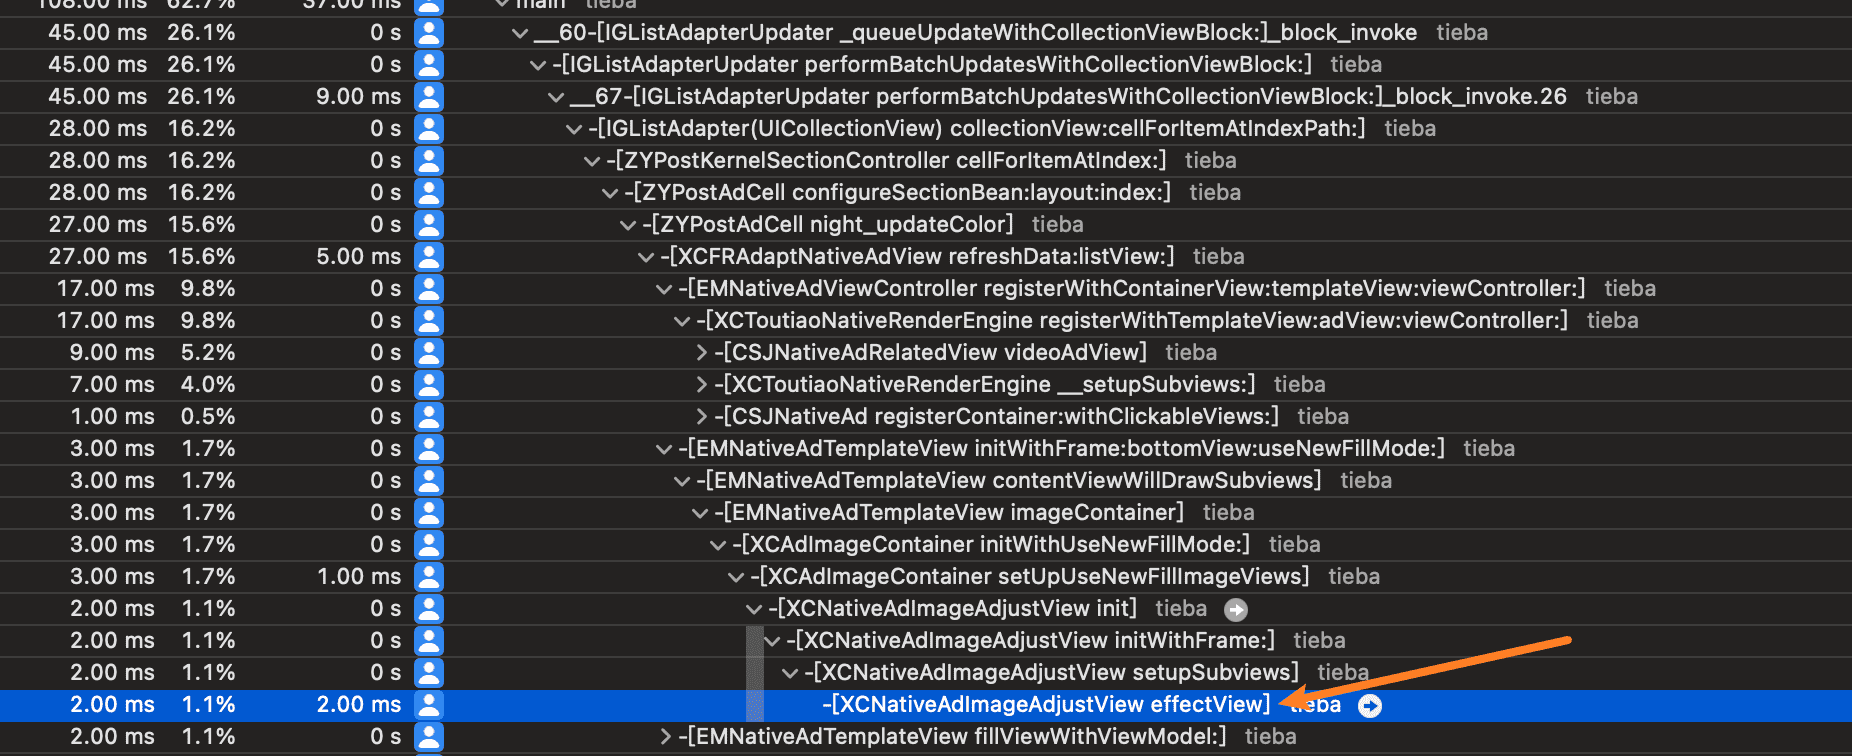 108.00 ms 62.7% 37.00 ms main tieba
45.00 ms 26.1% 0 s __60-[IGListAdapterUpdater _queueUpdateWithCollectionViewBlock:]_block_invoke tieba
45.00 ms 26.1% 0 s -[IGListAdapterUpdater performBatchUpdatesWithCollectionViewBlock:] tieba
45.00 ms 26.1% 9.00 ms __67-[IGListAdapterUpdater performBatchUpdatesWithCollectionViewBlock:]_block_invoke.26 tieba
28.00 ms 16.2% 0 s -[IGListAdapter(UICollectionView) collectionView:cellForItemAtIndexPath:] tieba
28.00 ms 16.2% 0 s -[ZYPostKernelSectionController cellForItemAtIndex:] tieba
28.00 ms 16.2% 0 s -[ZYPostAdCell configureSectionBean:layout:index:] tieba
27.00 ms 15.6% 0 s -[ZYPostAdCell night_updateColor] tieba
27.00 ms 15.6% 5.00 ms -[XCFRAdaptNativeAdView refreshData:listView:] tieba
17.00 ms 9.8% 0 s -[EMNativeAdViewController registerWithContainerView:templateView:viewController:] tieba
17.00 ms 9.8% 0 s -[XCToutiaoNativeRenderEngine registerWithTemplateView:adView:viewController:] tieba
9.00 ms 5.2% 0 s -[CSJNativeAdRelatedView videoAdView] tieba
7.00 ms 4.0% 0 s -[XCToutiaoNativeRenderEngine __setupSubviews:] tieba
1.00 ms 0.5% 0 s -[CSJNativeAd registerContainer:withClickableViews:] tieba
3.00 ms 1.7% 0 s -[EMNativeAdTemplateView initWithFrame:bottomView:useNewFillMode:] tieba
3.00 ms 1.7% 0 s -[EMNativeAdTemplateView contentViewWillDrawSubviews] tieba
3.00 ms 1.7% 0 s -[EMNativeAdTemplateView imageContainer] tieba
3.00 ms 1.7% 0 s -[XCAdImageContainer initWithUseNewFillMode:] tieba
3.00 ms 1.7% 1.00 ms -[XCAdImageContainer setUpUseNewFillImageViews] tieba
2.00 ms 1.1% 0 s -[XCNativeAdImageAdjustView init] tieba
2.00 ms 1.1% 0 s -[XCNativeAdImageAdjustView initWithFrame:] tieba
2.00 ms 1.1% 0 s -[XCNativeAdImageAdjustView setupSubviews] tieba
2.00 ms 1.1% 2.00 ms -[XCNativeAdImageAdjustView effectView] tieba
2.00 ms 1.1% 0 s -[EMNativeAdTemplateView fillViewWithViewModel:] tieba